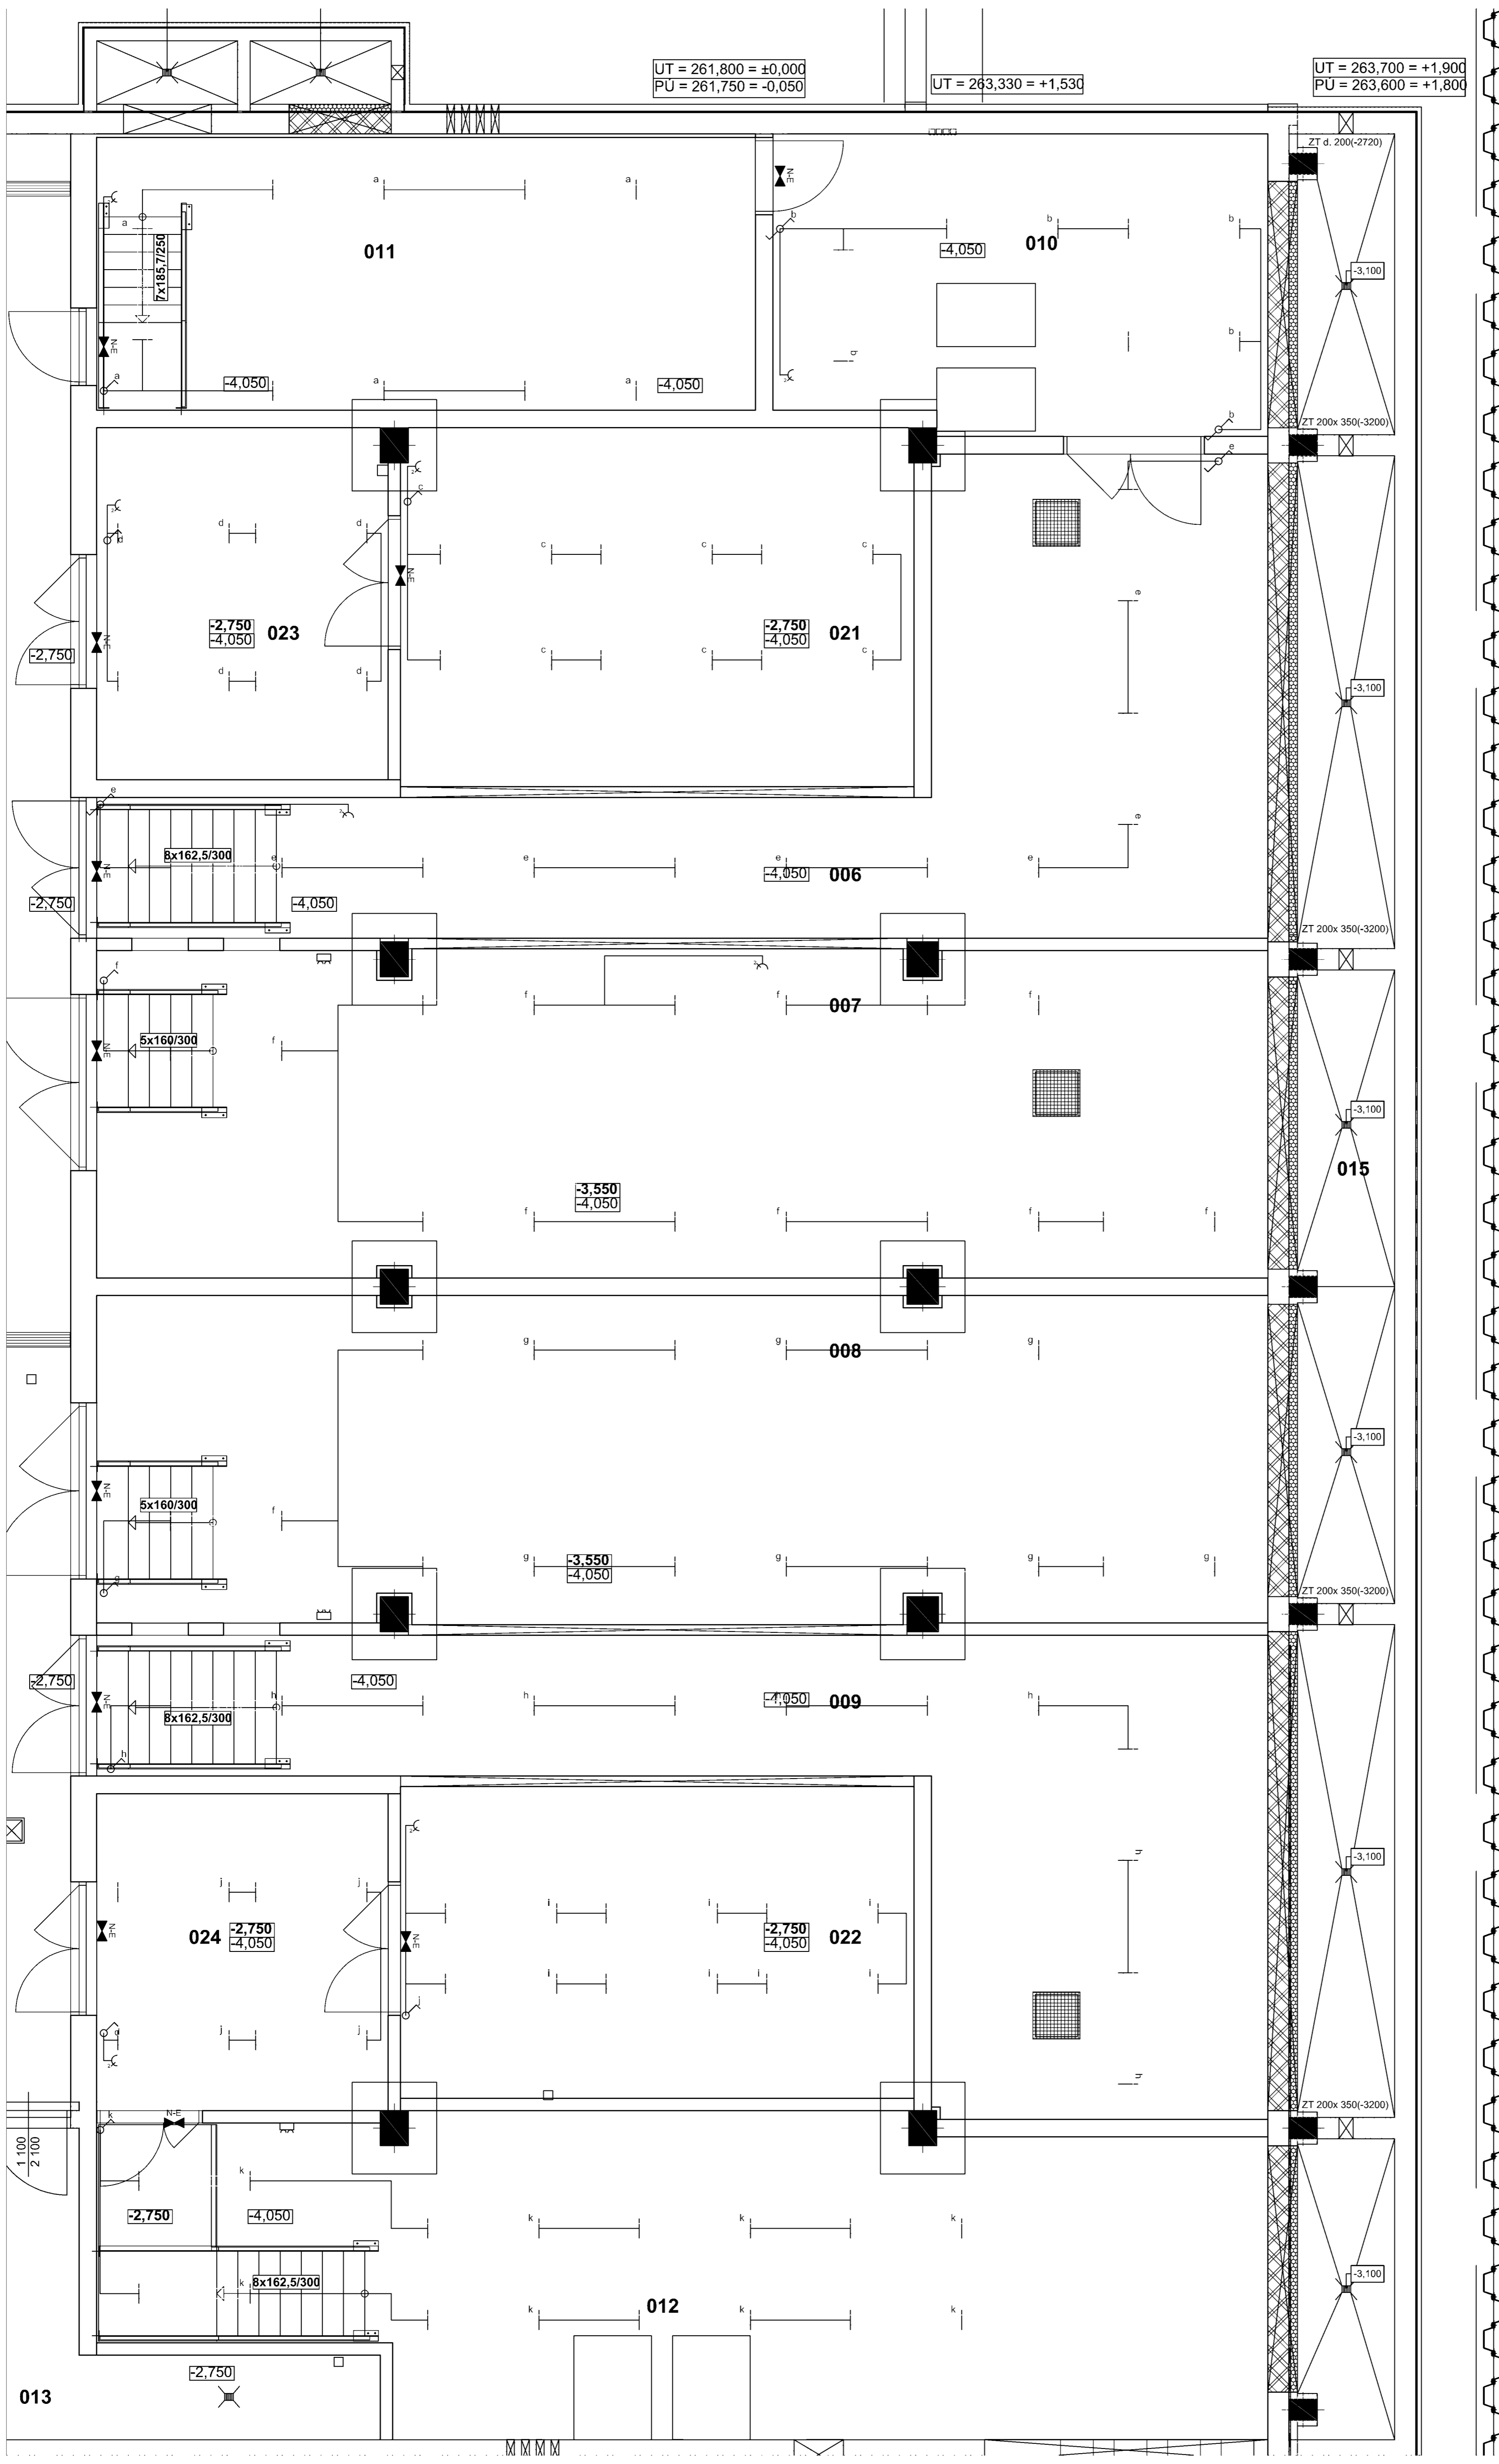 UT = 261,800 = ±0,000
PÚ = 261,750 = -0,050
UT = 263,330 = +1,530
UT = 263,700 = +1,900
PÚ = 263,600 = +1,800
ZT d. 200(-2720)
a
a
a
N-E
b
b
b
011
-4,050
010
7x185,7/250
-3,100
N-E
b
b
a
-4,050
a
a
-4,050
b
ZT 200x 350(-3200)
e
c
d
d
d
c
c
c
N-E
e
-2,750
-4,050
023
-2,750
-4,050
021
N-E
-2,750
c
c
c
d
d
-3,100
e
e
8x162,5/300
e
e
e
e
N-E
-4,050
006
-2,750
-4,050
ZT 200x 350(-3200)
f
f
f
007
f
5x160/300
f
N-E
-3,100
015
-3,550
-4,050
f
f
f
f
g
g
008
g
-3,100
N-E
5x160/300
f
g
-3,550
-4,050
g
g
g
g
ZT 200x 350(-3200)
-2,750
-4,050
h
h
h
-4,050
009
h
N-E
8x162,5/300
h
-3,100
j
j
h
i
i
i
024
-2,750
-4,050
N-E
N-E
-2,750
-4,050
022
i
i
i
i
j
j
j
d
h
ZT 200x 350(-3200)
k
N-E
1 100
2 100
k
-2,750
-4,050
k
k
k
k
8x162,5/300
-3,100
012
k
k
k
-2,750
013